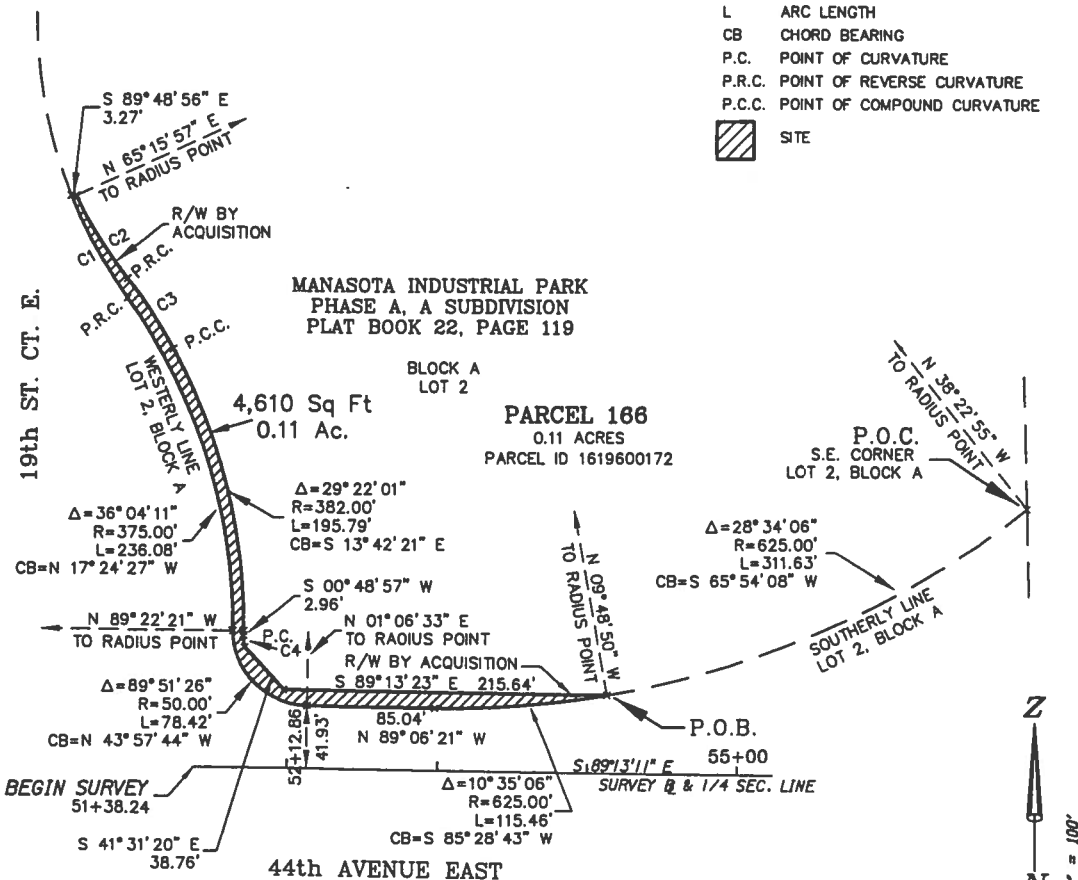 L ARC LENGTH
CB CHORD BEARING
P.C. POINT OF CURVATURE
P.R.C. POINT OF REVERSE CURVATURE
P.C.C. POINT OF COMPOUND CURVATURE
SITE
S 89°48'56" E
3.27'
N 65°15'57" E
TO RADIUS POINT
R/W BY
ACQUISITION
C1
C2
P.R.C.
P.R.C.
C3
P.C.C.
MANASOTA INDUSTRIAL PARK
PHASE A, A SUBDIVISION
PLAT BOOK 22, PAGE 119
BLOCK A
LOT 2
19th ST. CT. E.
WESTERLY LINE
LOT 2, BLOCK A
4,610 Sq Ft
0.11 Ac.
PARCEL 166
0.11 ACRES
PARCEL ID 1619600172
N 38°22'55" W
TO RADIUS POINT
P.O.C.
S.E. CORNER
LOT 2, BLOCK A
Δ=36°04'11"
R=375.00'
L=236.08'
CB=N 17°24'27" W
Δ=29°22'01"
R=382.00'
L=195.79'
CB=S 13°42'21" E
N 09°48'50" W
TO RADIUS POINT
Δ=28°34'06"
R=625.00'
L=311.63'
CB=S 65°54'08" W
SOUTHERLY LINE
LOT 2, BLOCK A
S 00°48'57" W
2.96'
N 89°22'21" W
TO RADIUS POINT
P.C.
C4
N 01°06'33" E
TO RADIUS POINT
R/W BY ACQUISITION
S 89°13'23" E 215.64'
Δ=89°51'26"
R=50.00'
L=78.42'
CB=N 43°57'44" W
85.04'
N 89°06'21" W
P.O.B.
52+12.86
41.93'
BEGIN SURVEY
51+38.24
S 89°13'11" E
55+00
SURVEY BL & 1/4 SEC. LINE
Δ=10°35'06"
R=625.00'
L=115.46'
CB=S 85°28'43" W
S 41°31'20" E
38.76'
44th AVENUE EAST
Z
= 100'